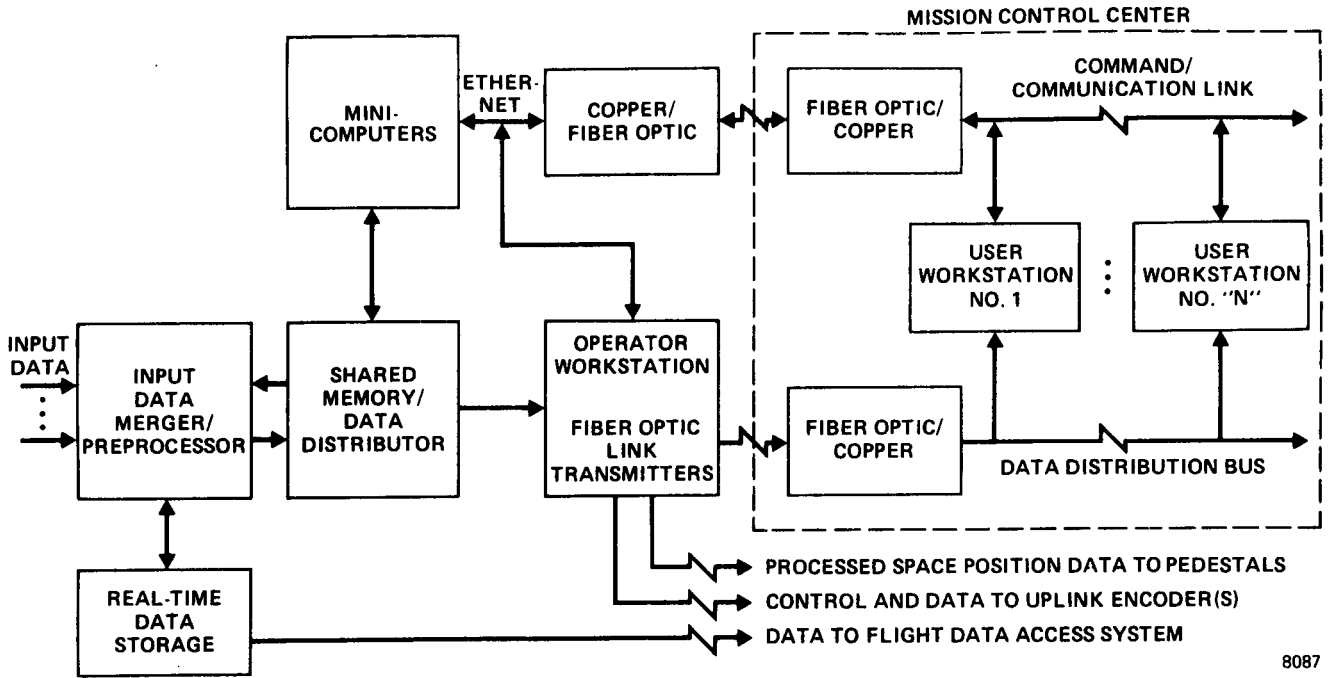 MISSION CONTROL CENTER
MINI-
COMPUTERS
ETHER-
NET
COPPER/
FIBER OPTIC
FIBER OPTIC/
COPPER
COMMAND/
COMMUNICATION LINK
USER
WORKSTATION
NO. 1
USER
WORKSTATION
NO. "N"
INPUT
DATA
INPUT
DATA
MERGER/
PREPROCESSOR
SHARED
MEMORY/
DATA
DISTRIBUTOR
OPERATOR
WORKSTATION
FIBER OPTIC
LINK
TRANSMITTERS
FIBER OPTIC/
COPPER
DATA DISTRIBUTION BUS
REAL-TIME
DATA
STORAGE
PROCESSED SPACE POSITION DATA TO PEDESTALS
CONTROL AND DATA TO UPLINK ENCODER(S)
DATA TO FLIGHT DATA ACCESS SYSTEM
8087